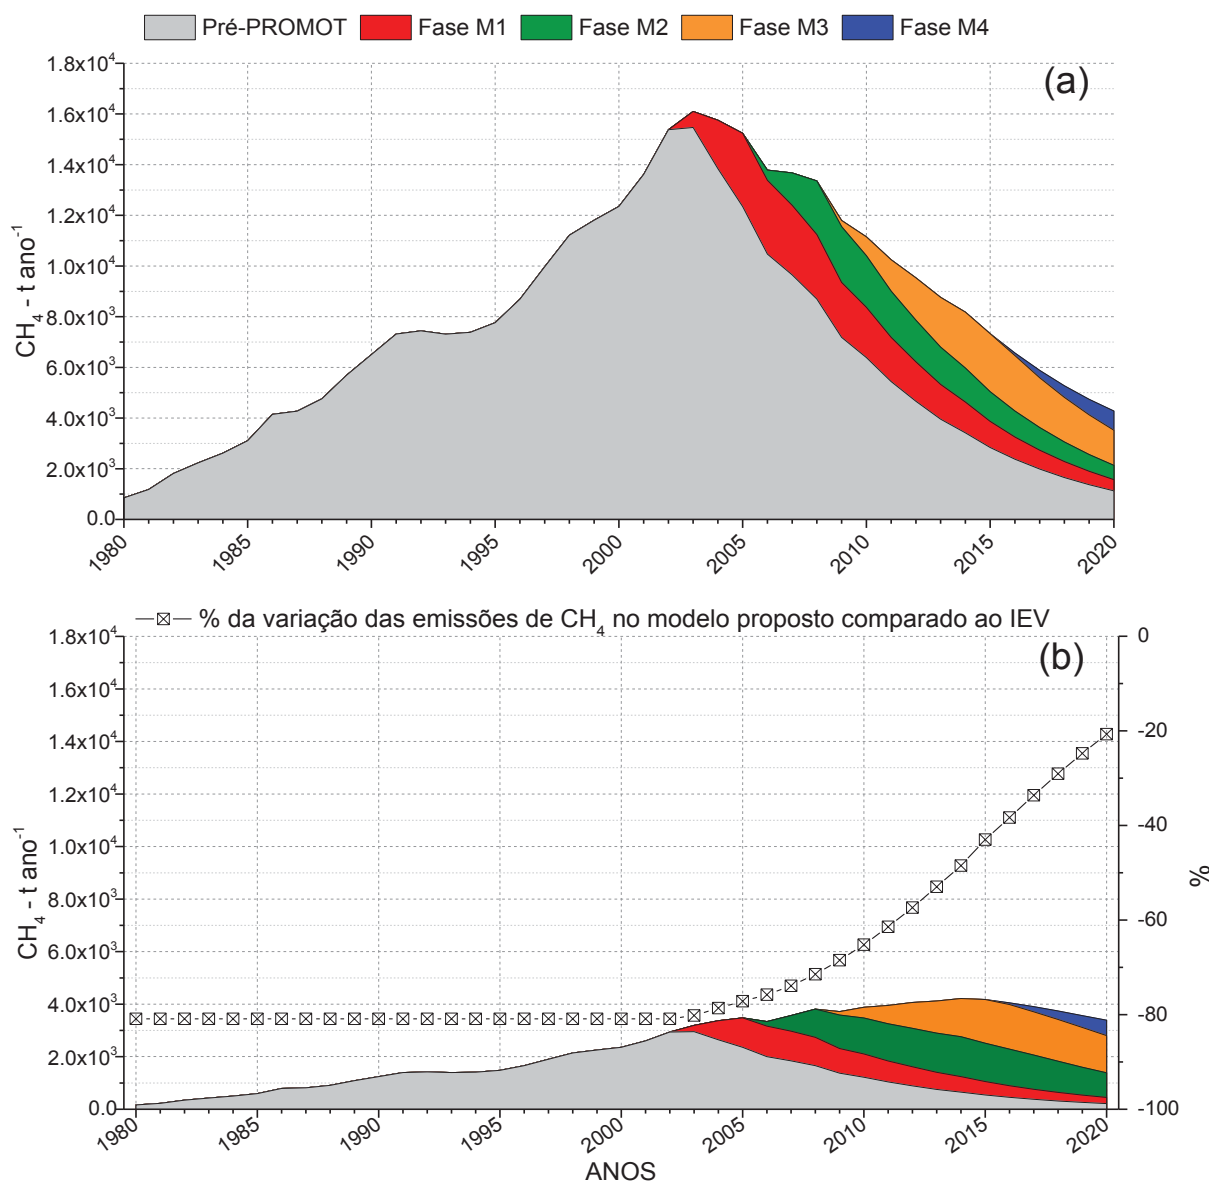 Pré-PROMOT Fase M1 Fase M2 Fase M3 Fase M4
(a)
CH₄ - t ano⁻¹
1.8x10⁴
1.6x10⁴
1.4x10⁴
1.2x10⁴
1.0x10⁴
8.0x10³
6.0x10³
4.0x10³
2.0x10³
0.0
1980 1985 1990 1995 2000 2005 2010 2015 2020
% da variação das emissões de CH₄ no modelo proposto comparado ao IEV
(b)
CH₄ - t ano⁻¹
1.8x10⁴
1.6x10⁴
1.4x10⁴
1.2x10⁴
1.0x10⁴
8.0x10³
6.0x10³
4.0x10³
2.0x10³
0.0
0
-20
-40
-60
-80
-100
%
1980 1985 1990 1995 2000 2005 2010 2015 2020
ANOS